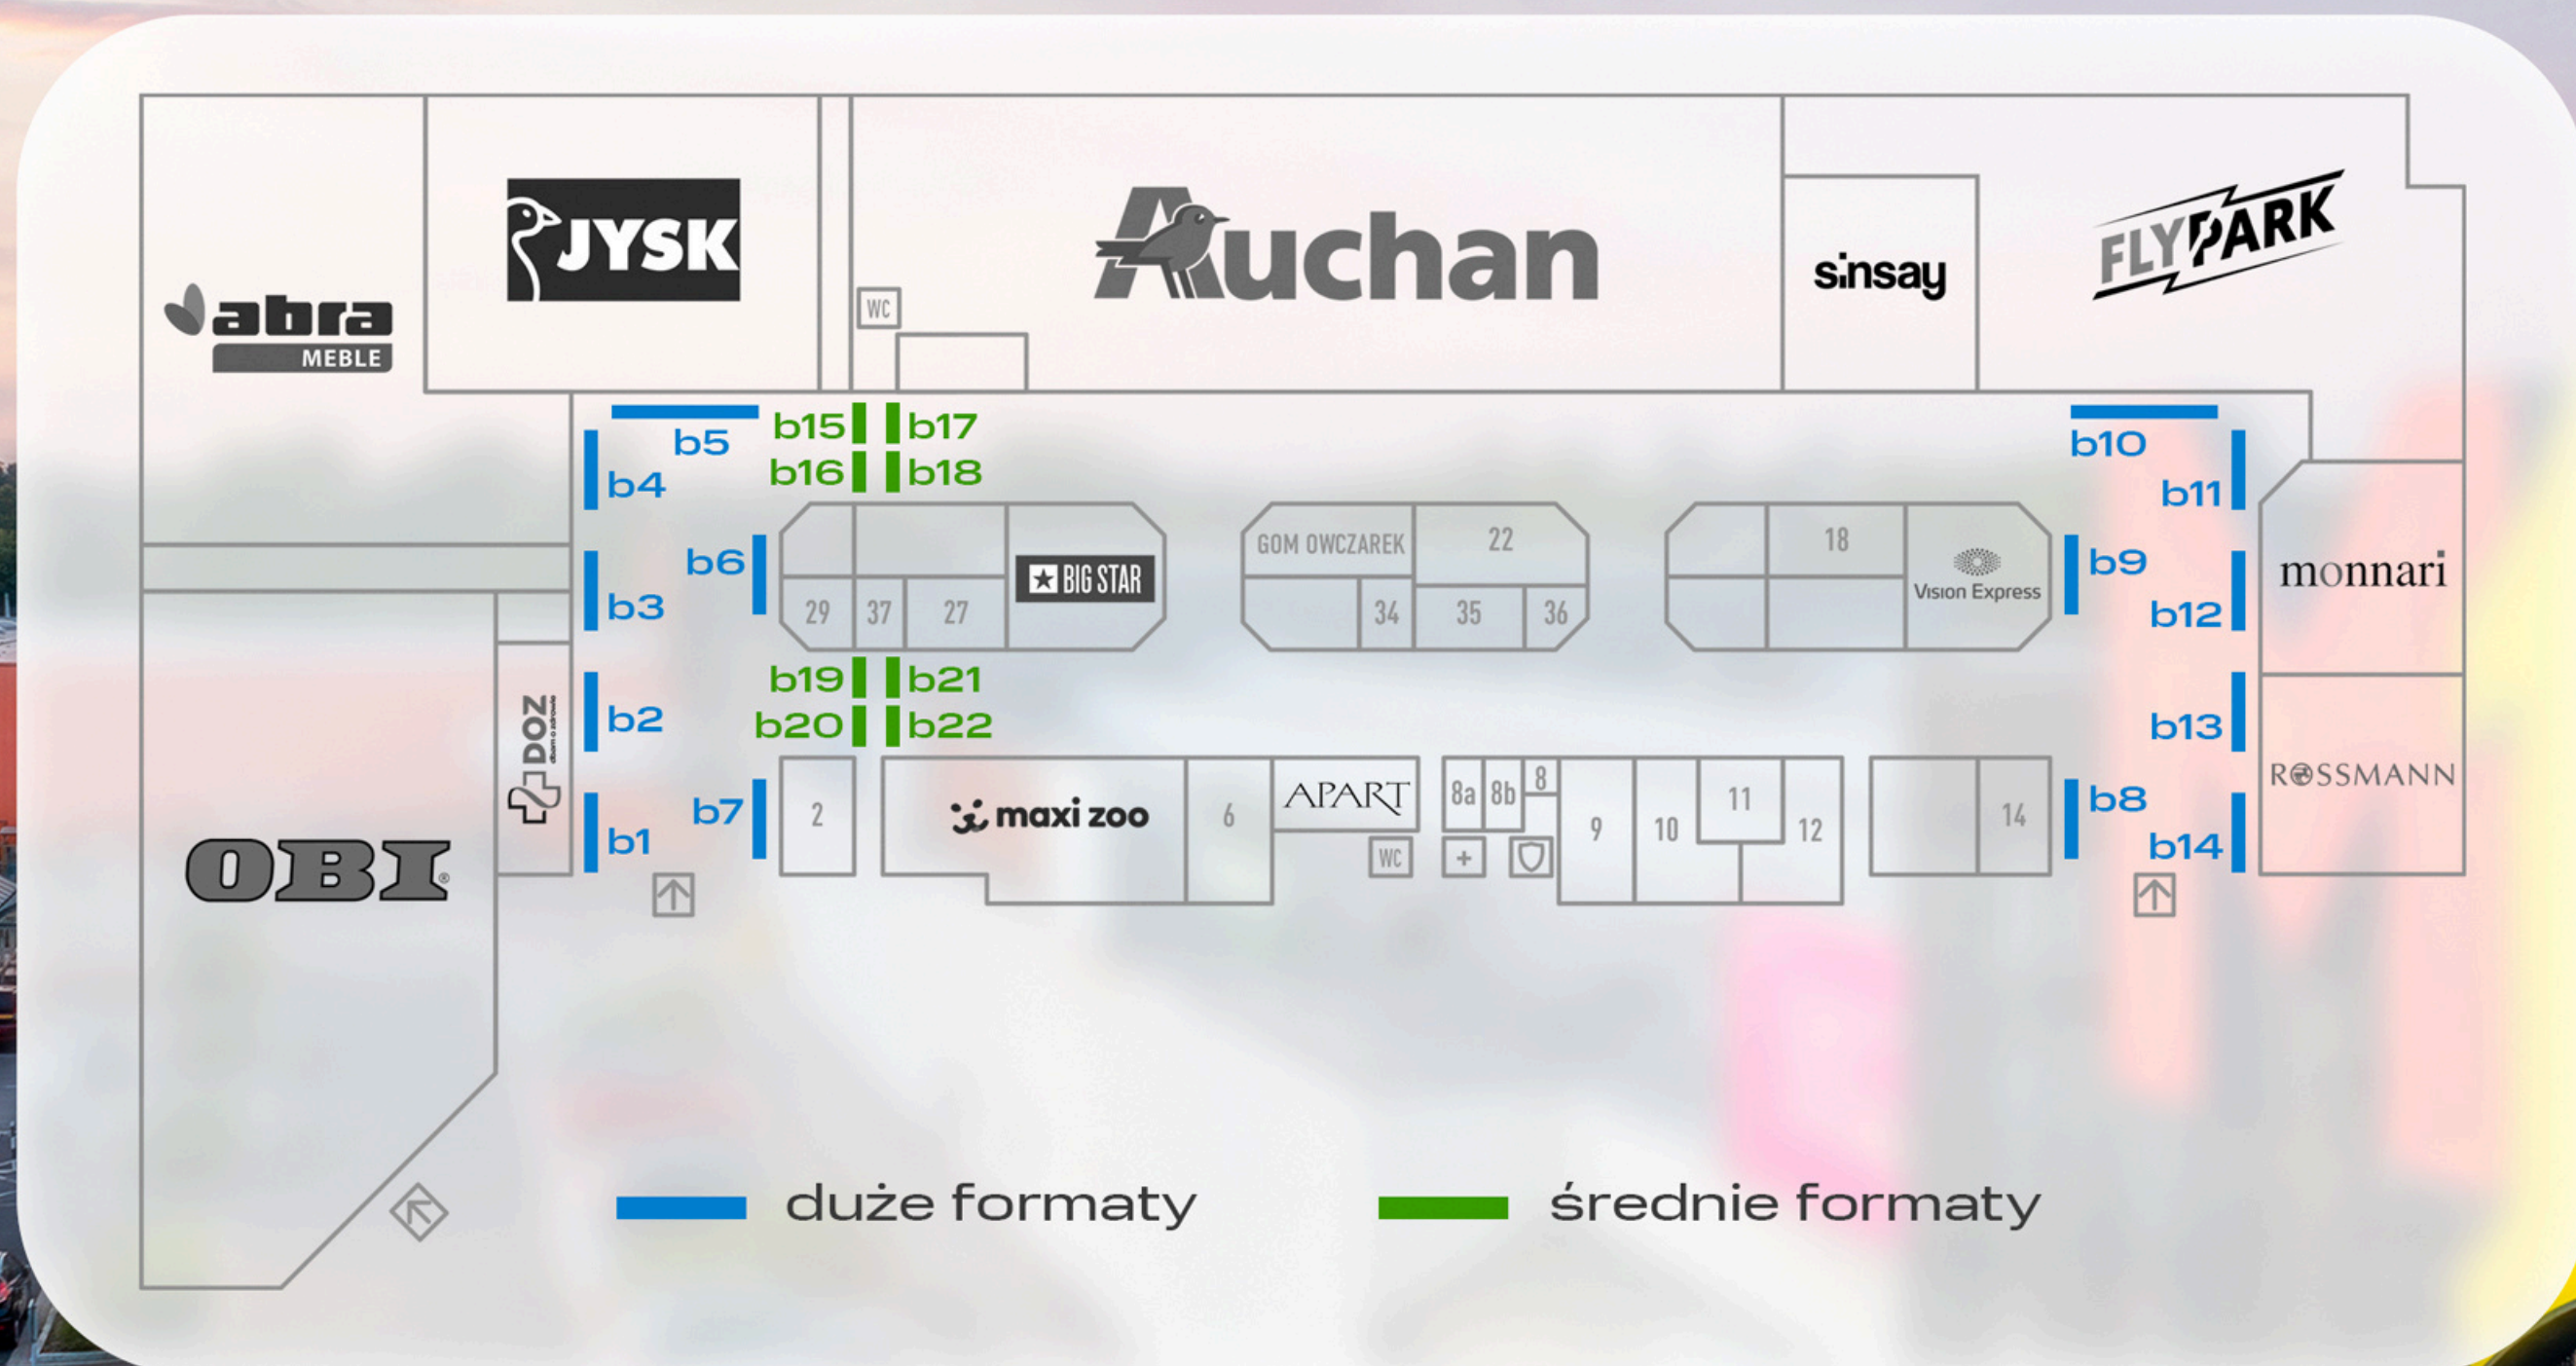 JYSK
Auchan
sinsay
FLYPARK
abra
MEBLE
WC
b15
b17
b5
b16
b18
b4
b10
b11
b6
GOM OWCZAREK
22
18
b9
BIG STAR
Vision Express
monnari
b3
29
37
27
34
35
36
b12
b19
b21
b2
b20
b22
b13
DOZ
dbam o zdrowie
b7
2
maxi zoo
6
APART
8a
8b
8
9
10
11
12
14
b8
ROSSMANN
b1
b14
WC
OBI®
duże formaty
średnie formaty